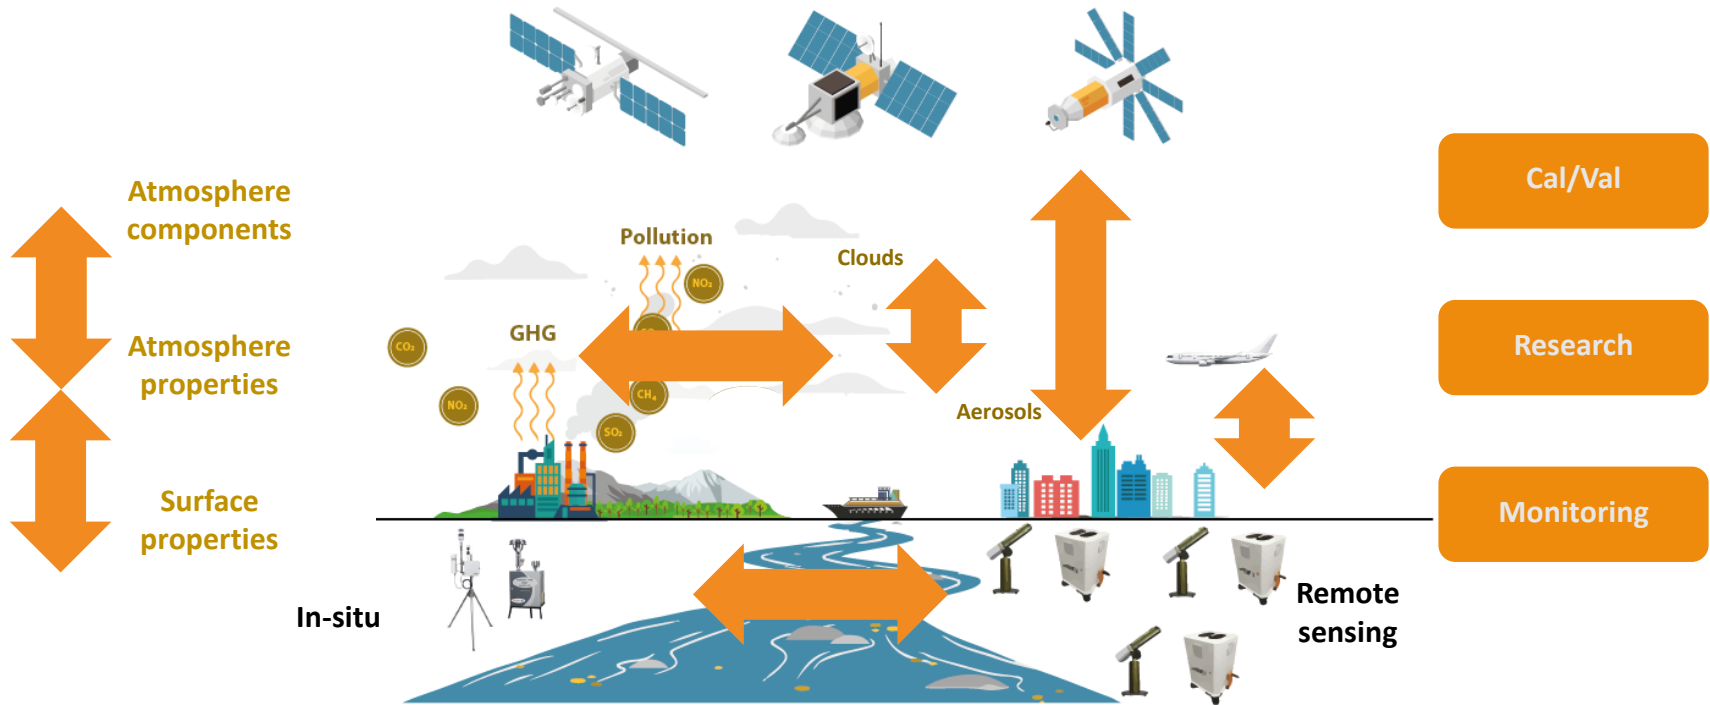 Atmosphere
components
Atmosphere
properties
Surface
properties
Pollution
NO₂
Clouds
GHG
CO₂
NO₂
CH₄
SO₂
Aerosols
In-situ
Remote
sensing
Cal/Val
Research
Monitoring